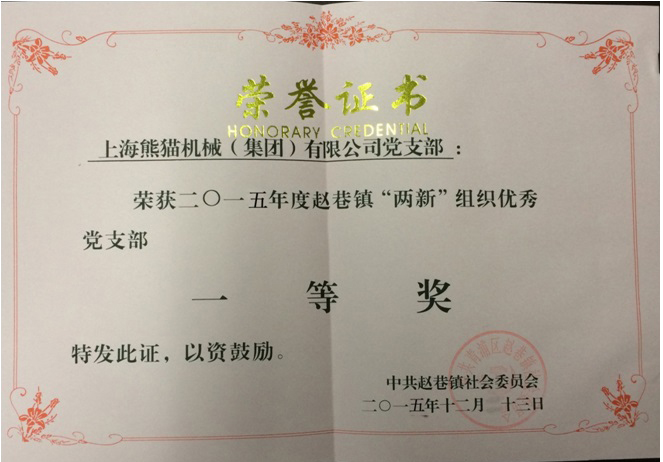 荣誉证书
HONORARY CREDENTIAL
上海熊猫机械（集团）有限公司党支部：
荣获二〇一五年度赵巷镇“两新”组织优秀
党支部
一等奖
特发此证，以资鼓励。
中共赵巷镇社会委员会
二〇一五年十二月 十三日